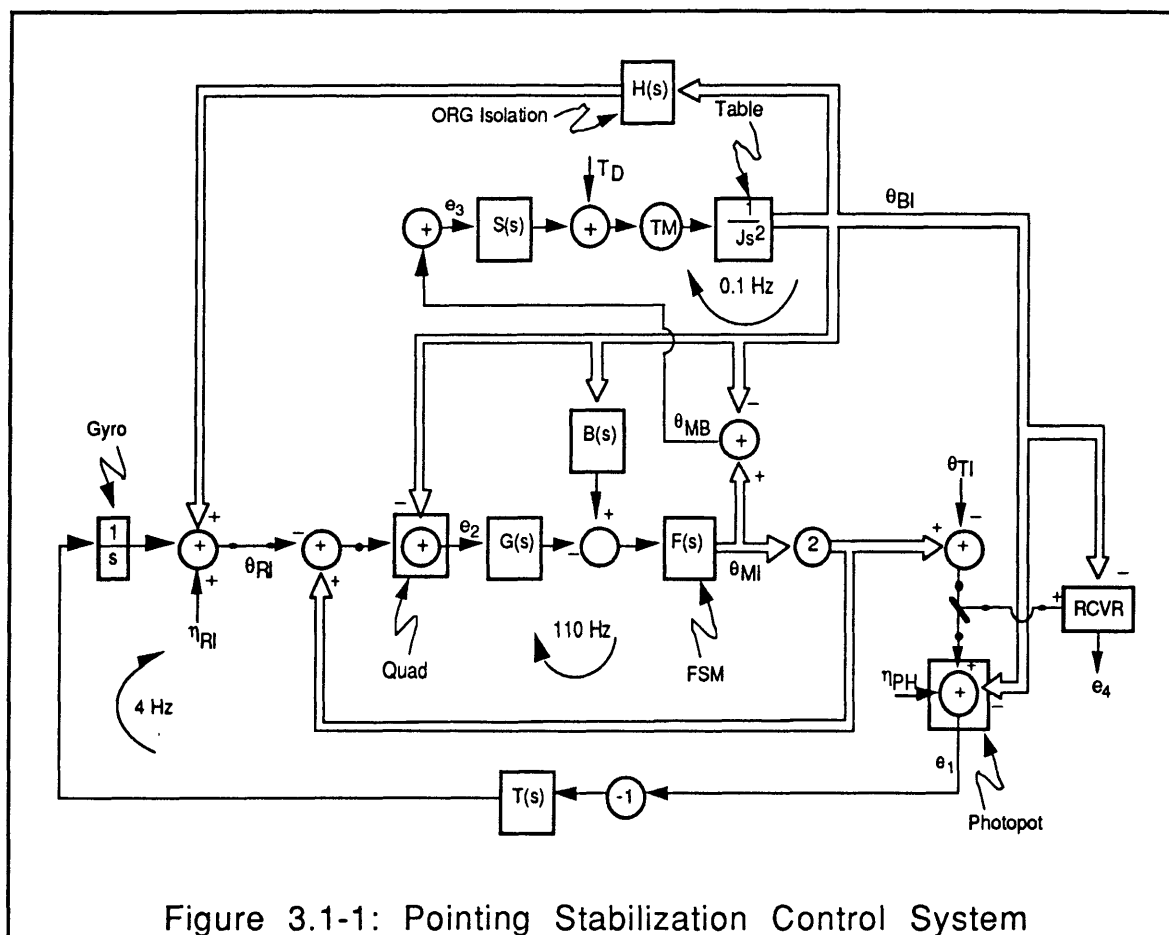 H(s)
ORG Isolation
Table
T_D
θ_BI
e_3
S(s)
+
+
TM
1
Js²
0.1 Hz
Gyro
B(s)
θ_MB
−
+
+
θ_TI
1
s
+
+
+
θ_RI
−
+
+
−
+
e_2
G(s)
−
+
F(s)
θ_MI
2
+
−
+
−
+
RCVR
η_RI
4 Hz
Quad
110 Hz
FSM
η_PH
+
+
−
e_4
e_1
T(s)
-1
Photopot
Figure 3.1-1: Pointing Stabilization Control System